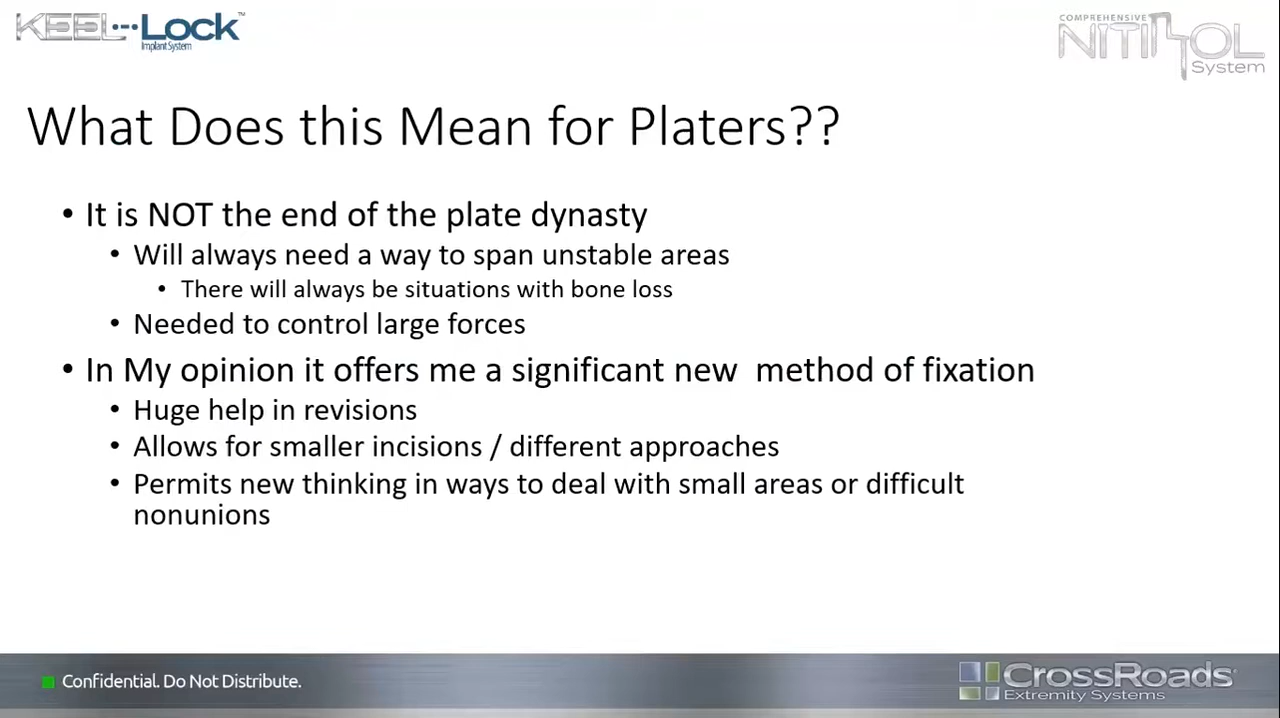 KEEL-Lock™
Implant System
COMPREHENSIVE
NITINOL
System
What Does this Mean for Platers??
• It is NOT the end of the plate dynasty
• Will always need a way to span unstable areas
• There will always be situations with bone loss
• Needed to control large forces
• In My opinion it offers me a significant new  method of fixation
• Huge help in revisions
• Allows for smaller incisions / different approaches
• Permits new thinking in ways to deal with small areas or difficult
nonunions
Confidential. Do Not Distribute.
CrossRoads
Extremity Systems